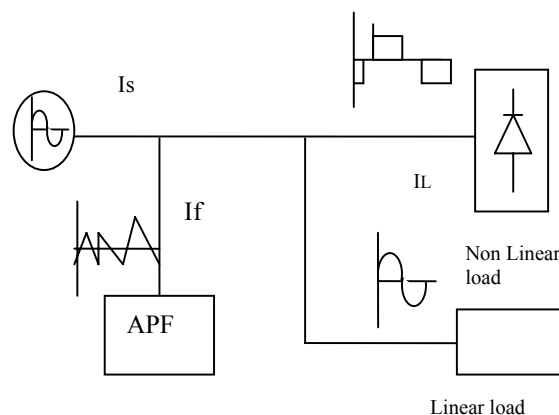 Is
IL
If
Non Linear
load
APF
Linear load